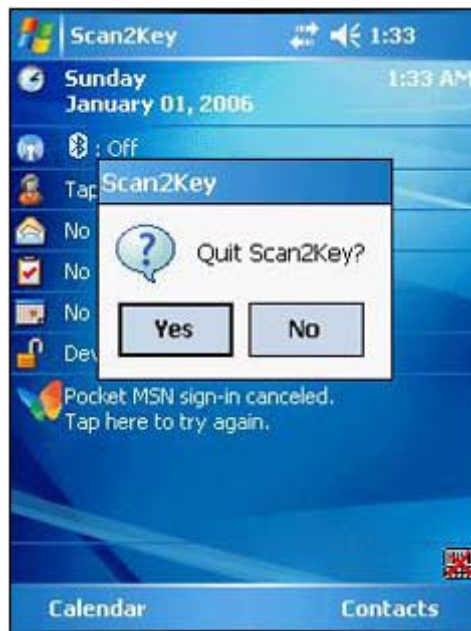 Scan2Key 1:33
Sunday 1:33 AM
January 01, 2006
: Off
Tap
Scan2Key
No
Quit Scan2Key?
No
No
Yes No
Dev
Pocket MSN sign-in canceled.
Tap here to try again.
Calendar Contacts